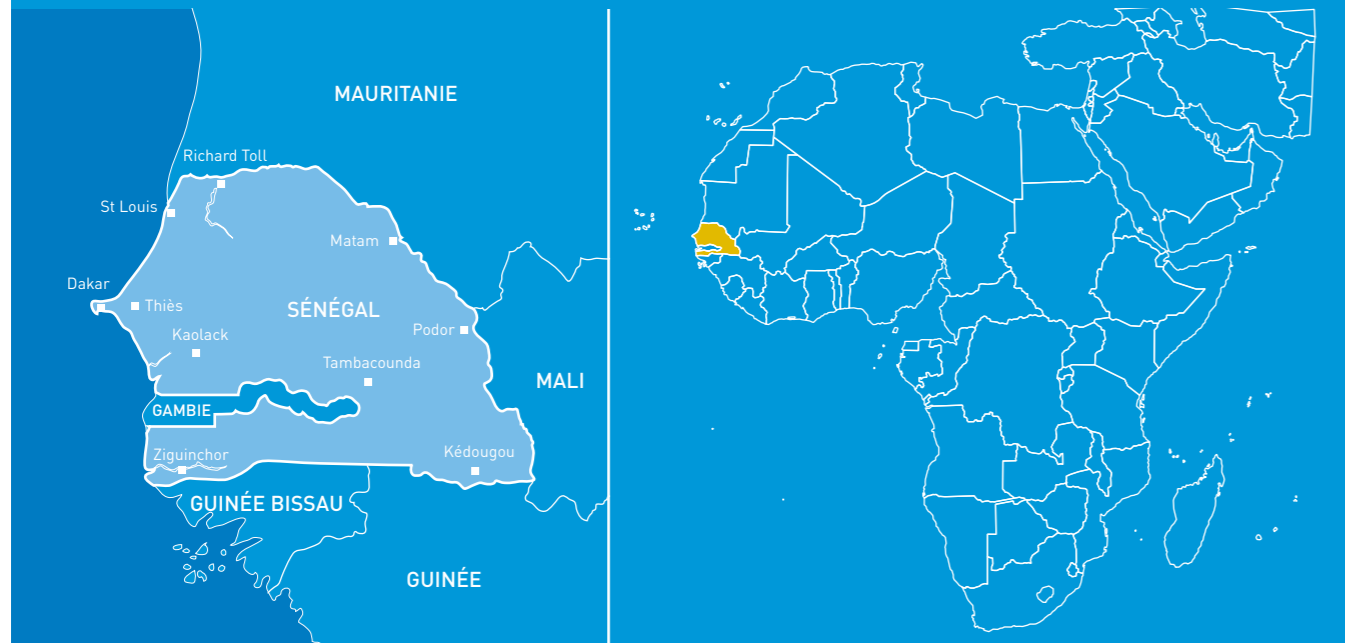 MAURITANIE
Richard Toll
St Louis
Matam
Dakar
Thiès
SÉNÉGAL
Podor
Kaolack
Tambacounda
MALI
GAMBIE
Ziguinchor
Kédougou
GUINÉE BISSAU
GUINÉE